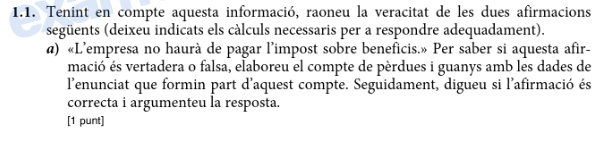 1.1. Tenint en compte aquesta informació, raoneu la veracitat de les dues afirmacions
següents (deixeu indicats els càlculs necessaris per a respondre adequadament).
a) «L'empresa no haurà de pagar l'impost sobre beneficis.» Per saber si aquesta afir-
mació és vertadera o falsa, elaboreu el compte de pèrdues i guanys amb les dades de
l'enunciat que formin part d'aquest compte. Seguidament, digueu si l'afirmació és
correcta i argumenteu la resposta.
[1 punt]